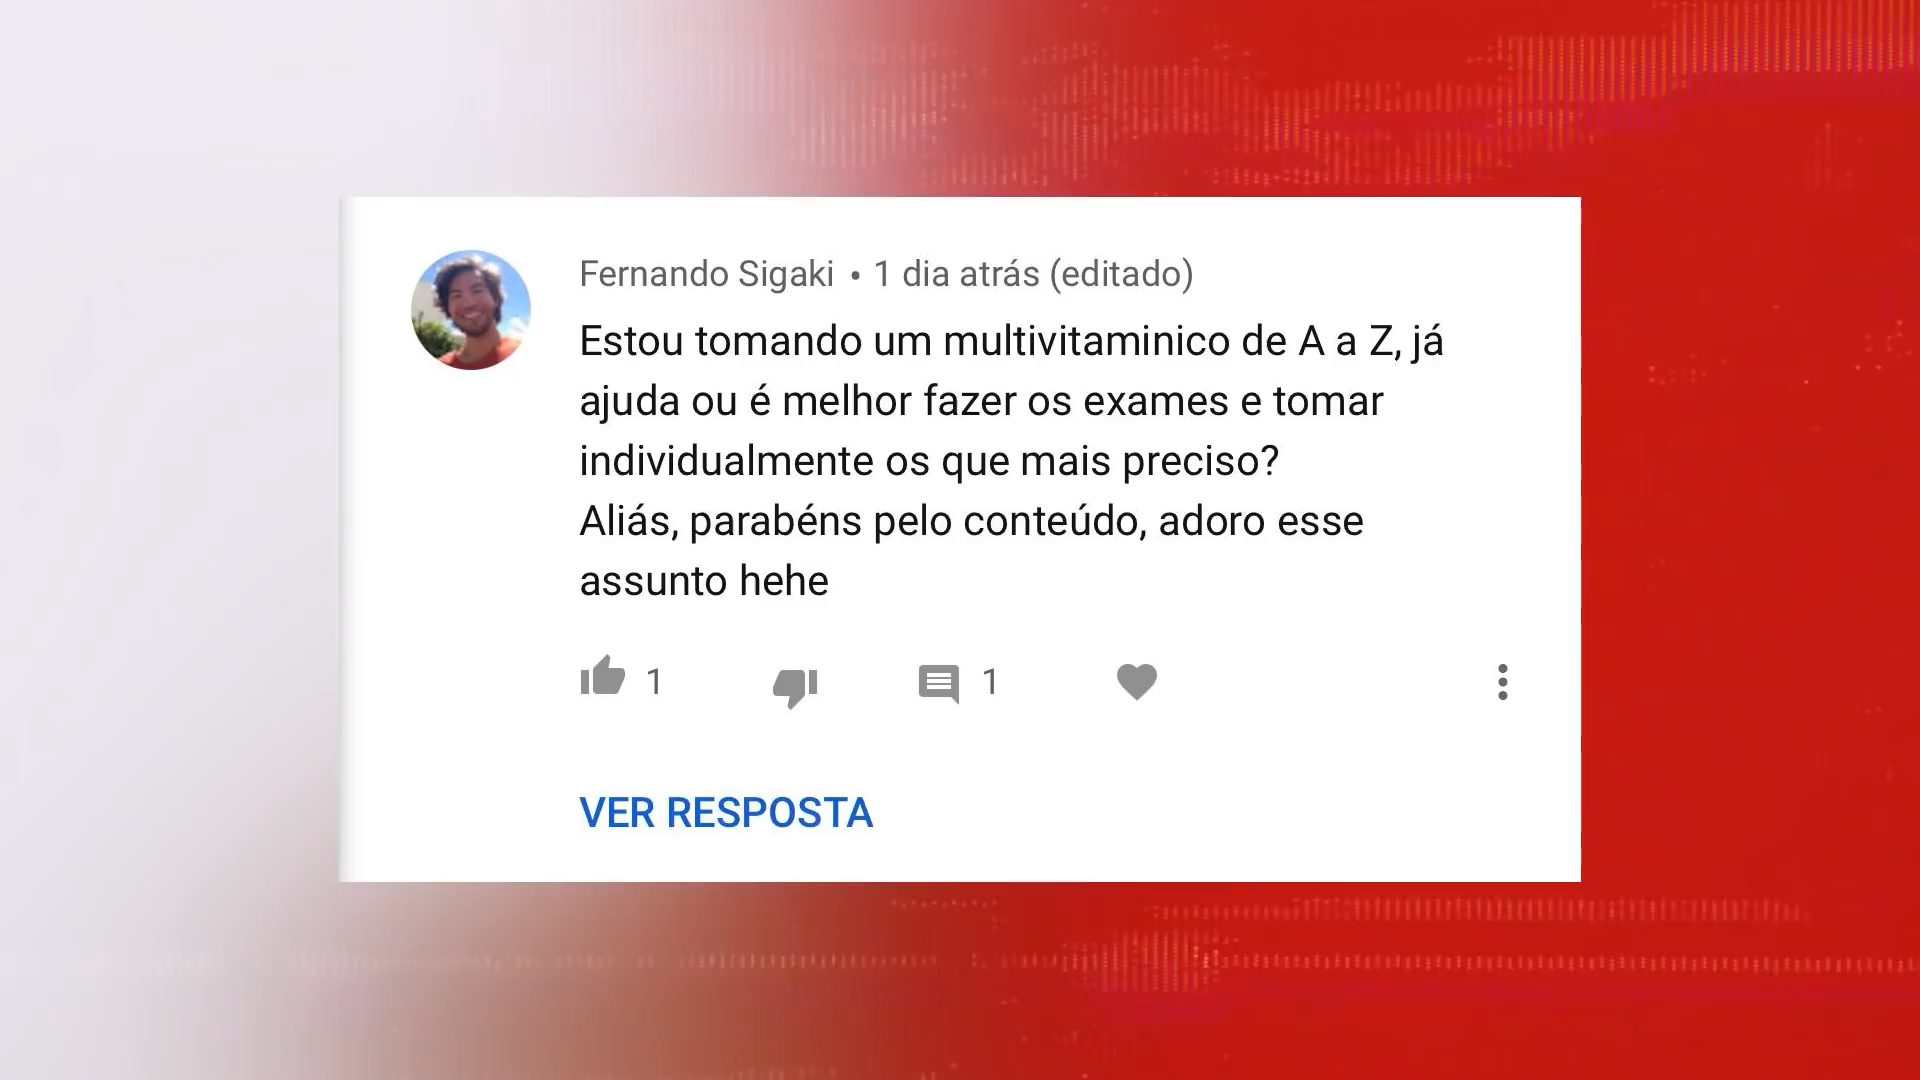 Fernando Sigaki • 1 dia atrás (editado)
Estou tomando um multivitaminico de A a Z, já
ajuda ou é melhor fazer os exames e tomar
individualmente os que mais preciso?
Aliás, parabéns pelo conteúdo, adoro esse
assunto hehe
1 1
VER RESPOSTA